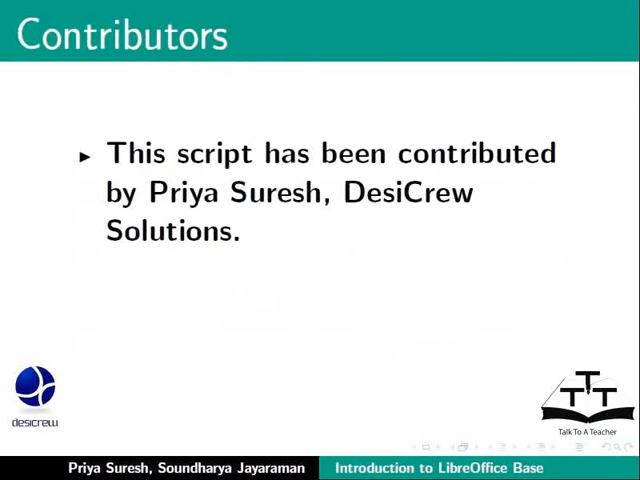 Contributors
This script has been contributed
by Priya Suresh, DesiCrew
Solutions.
desicrew
T
T T
Talk To A Teacher
Priya Suresh, Soundharya Jayaraman
Introduction to LibreOffice Base